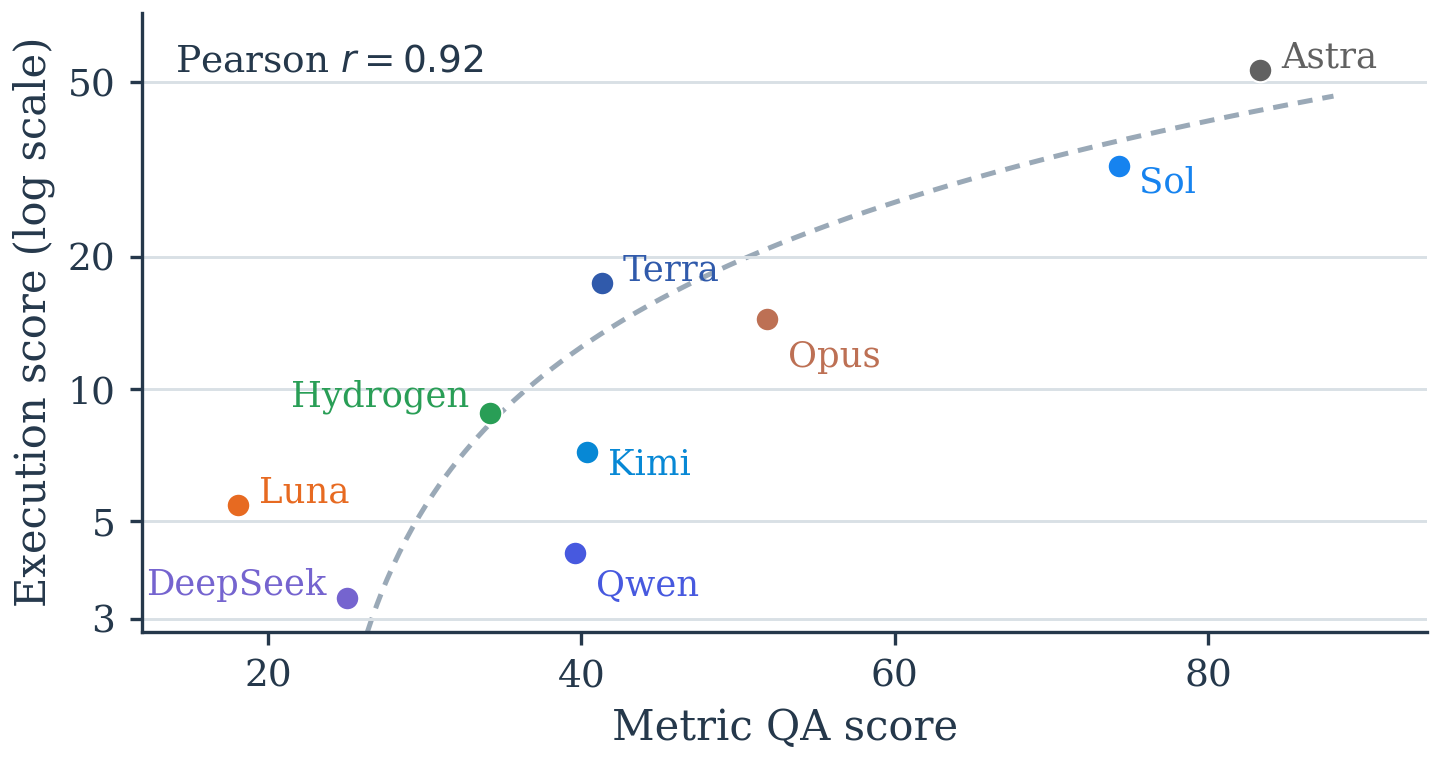 Pearson r = 0.92
Execution score (log scale)
50
20
10
5
3
Astra
Sol
Terra
Opus
Hydrogen
Kimi
Luna
Qwen
DeepSeek
20 40 60 80
Metric QA score